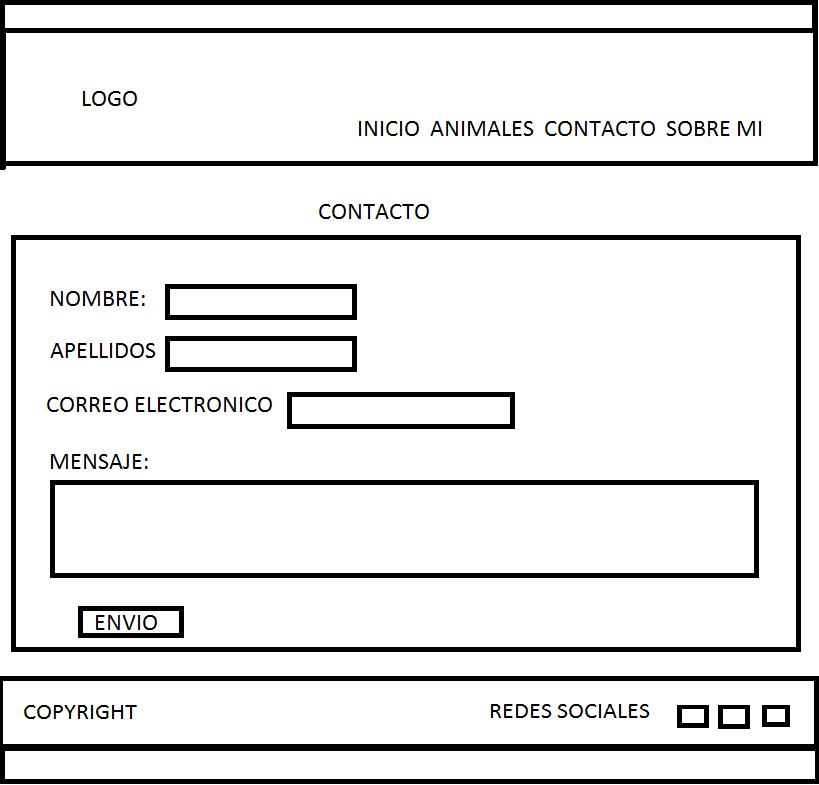 LOGO
INICIO ANIMALES CONTACTO SOBRE MI
CONTACTO
NOMBRE:
APELLIDOS
CORREO ELECTRONICO
MENSAJE:
ENVIO
COPYRIGHT
REDES SOCIALES